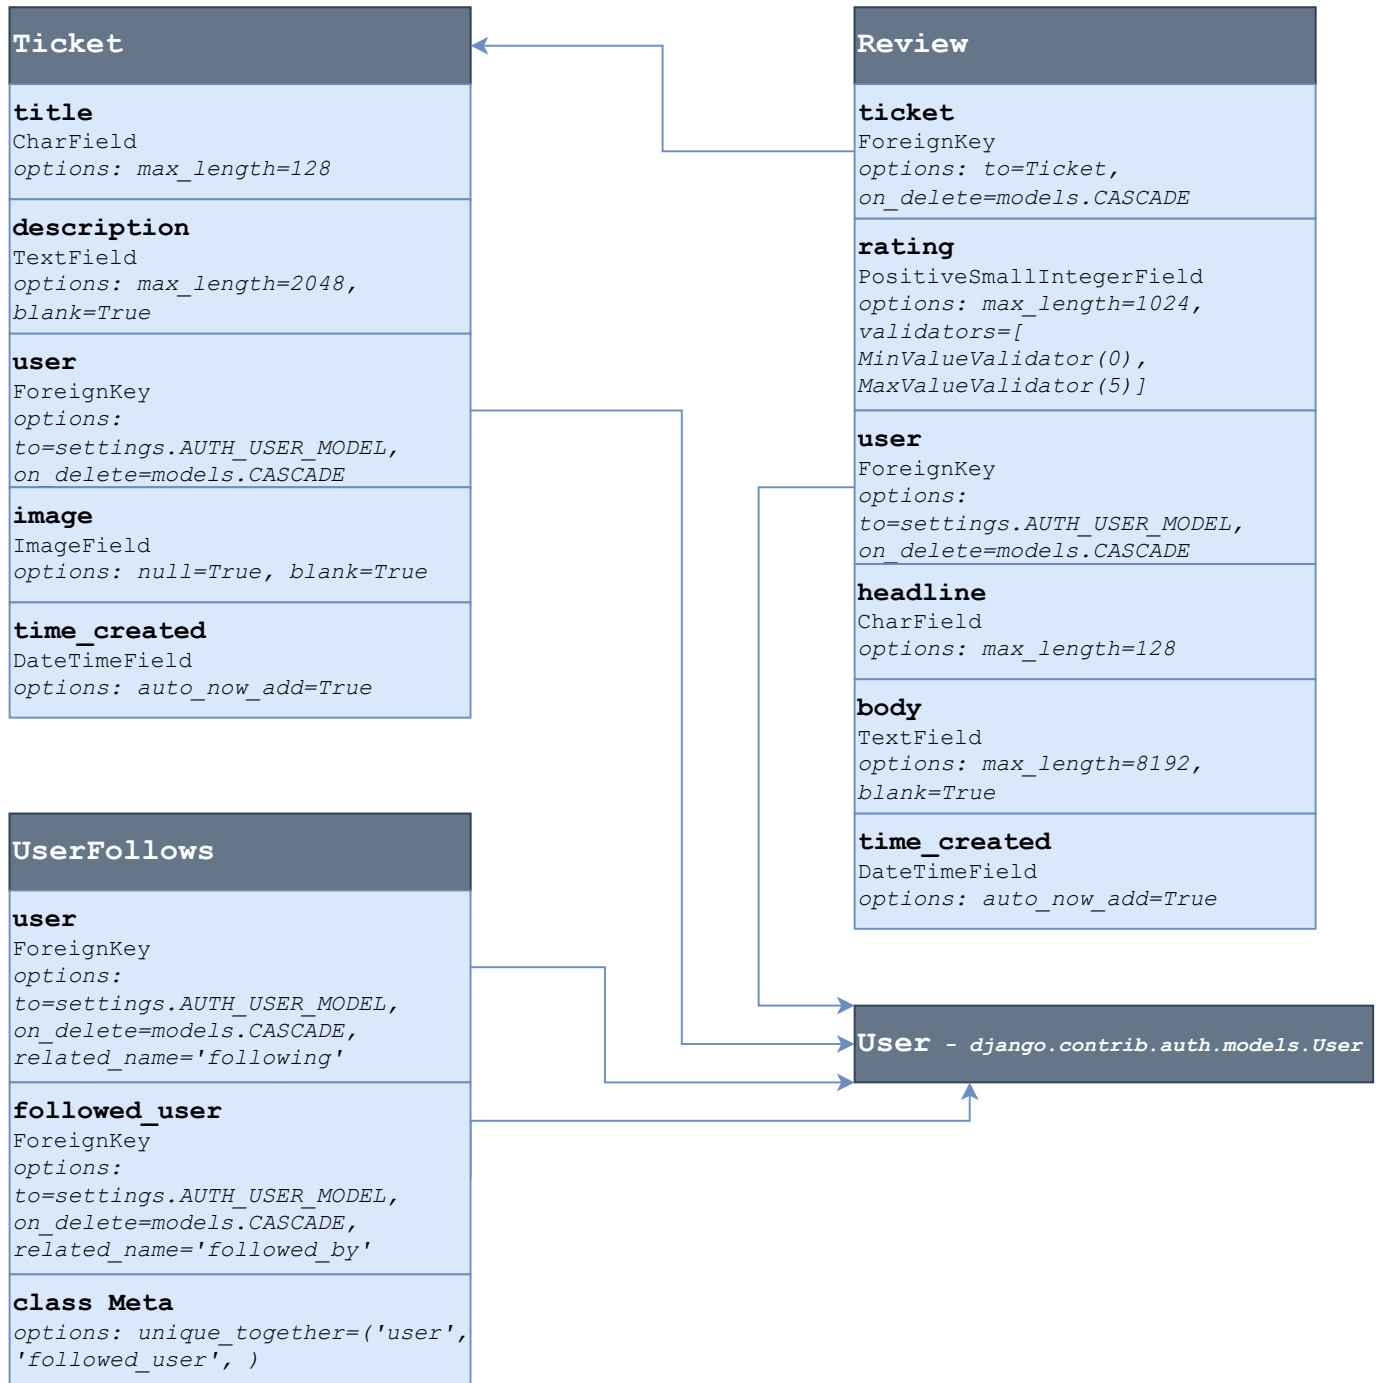 Ticket
title
CharField
options: max_length=128
description
TextField
options: max_length=2048,
blank=True
user
ForeignKey
options:
to=settings.AUTH_USER_MODEL,
on_delete=models.CASCADE
image
ImageField
options: null=True, blank=True
time_created
DateTimeField
options: auto_now_add=True
Review
ticket
ForeignKey
options: to=Ticket,
on_delete=models.CASCADE
rating
PositiveSmallIntegerField
options: max_length=1024,
validators=[
MinValueValidator(0),
MaxValueValidator(5)]
user
ForeignKey
options:
to=settings.AUTH_USER_MODEL,
on_delete=models.CASCADE
headline
CharField
options: max_length=128
body
TextField
options: max_length=8192,
blank=True
time_created
DateTimeField
options: auto_now_add=True
UserFollows
user
ForeignKey
options:
to=settings.AUTH_USER_MODEL,
on_delete=models.CASCADE,
related_name='following'
followed_user
ForeignKey
options:
to=settings.AUTH_USER_MODEL,
on_delete=models.CASCADE,
related_name='followed_by'
class Meta
options: unique_together=('user',
'followed_user', )
User - django.contrib.auth.models.User